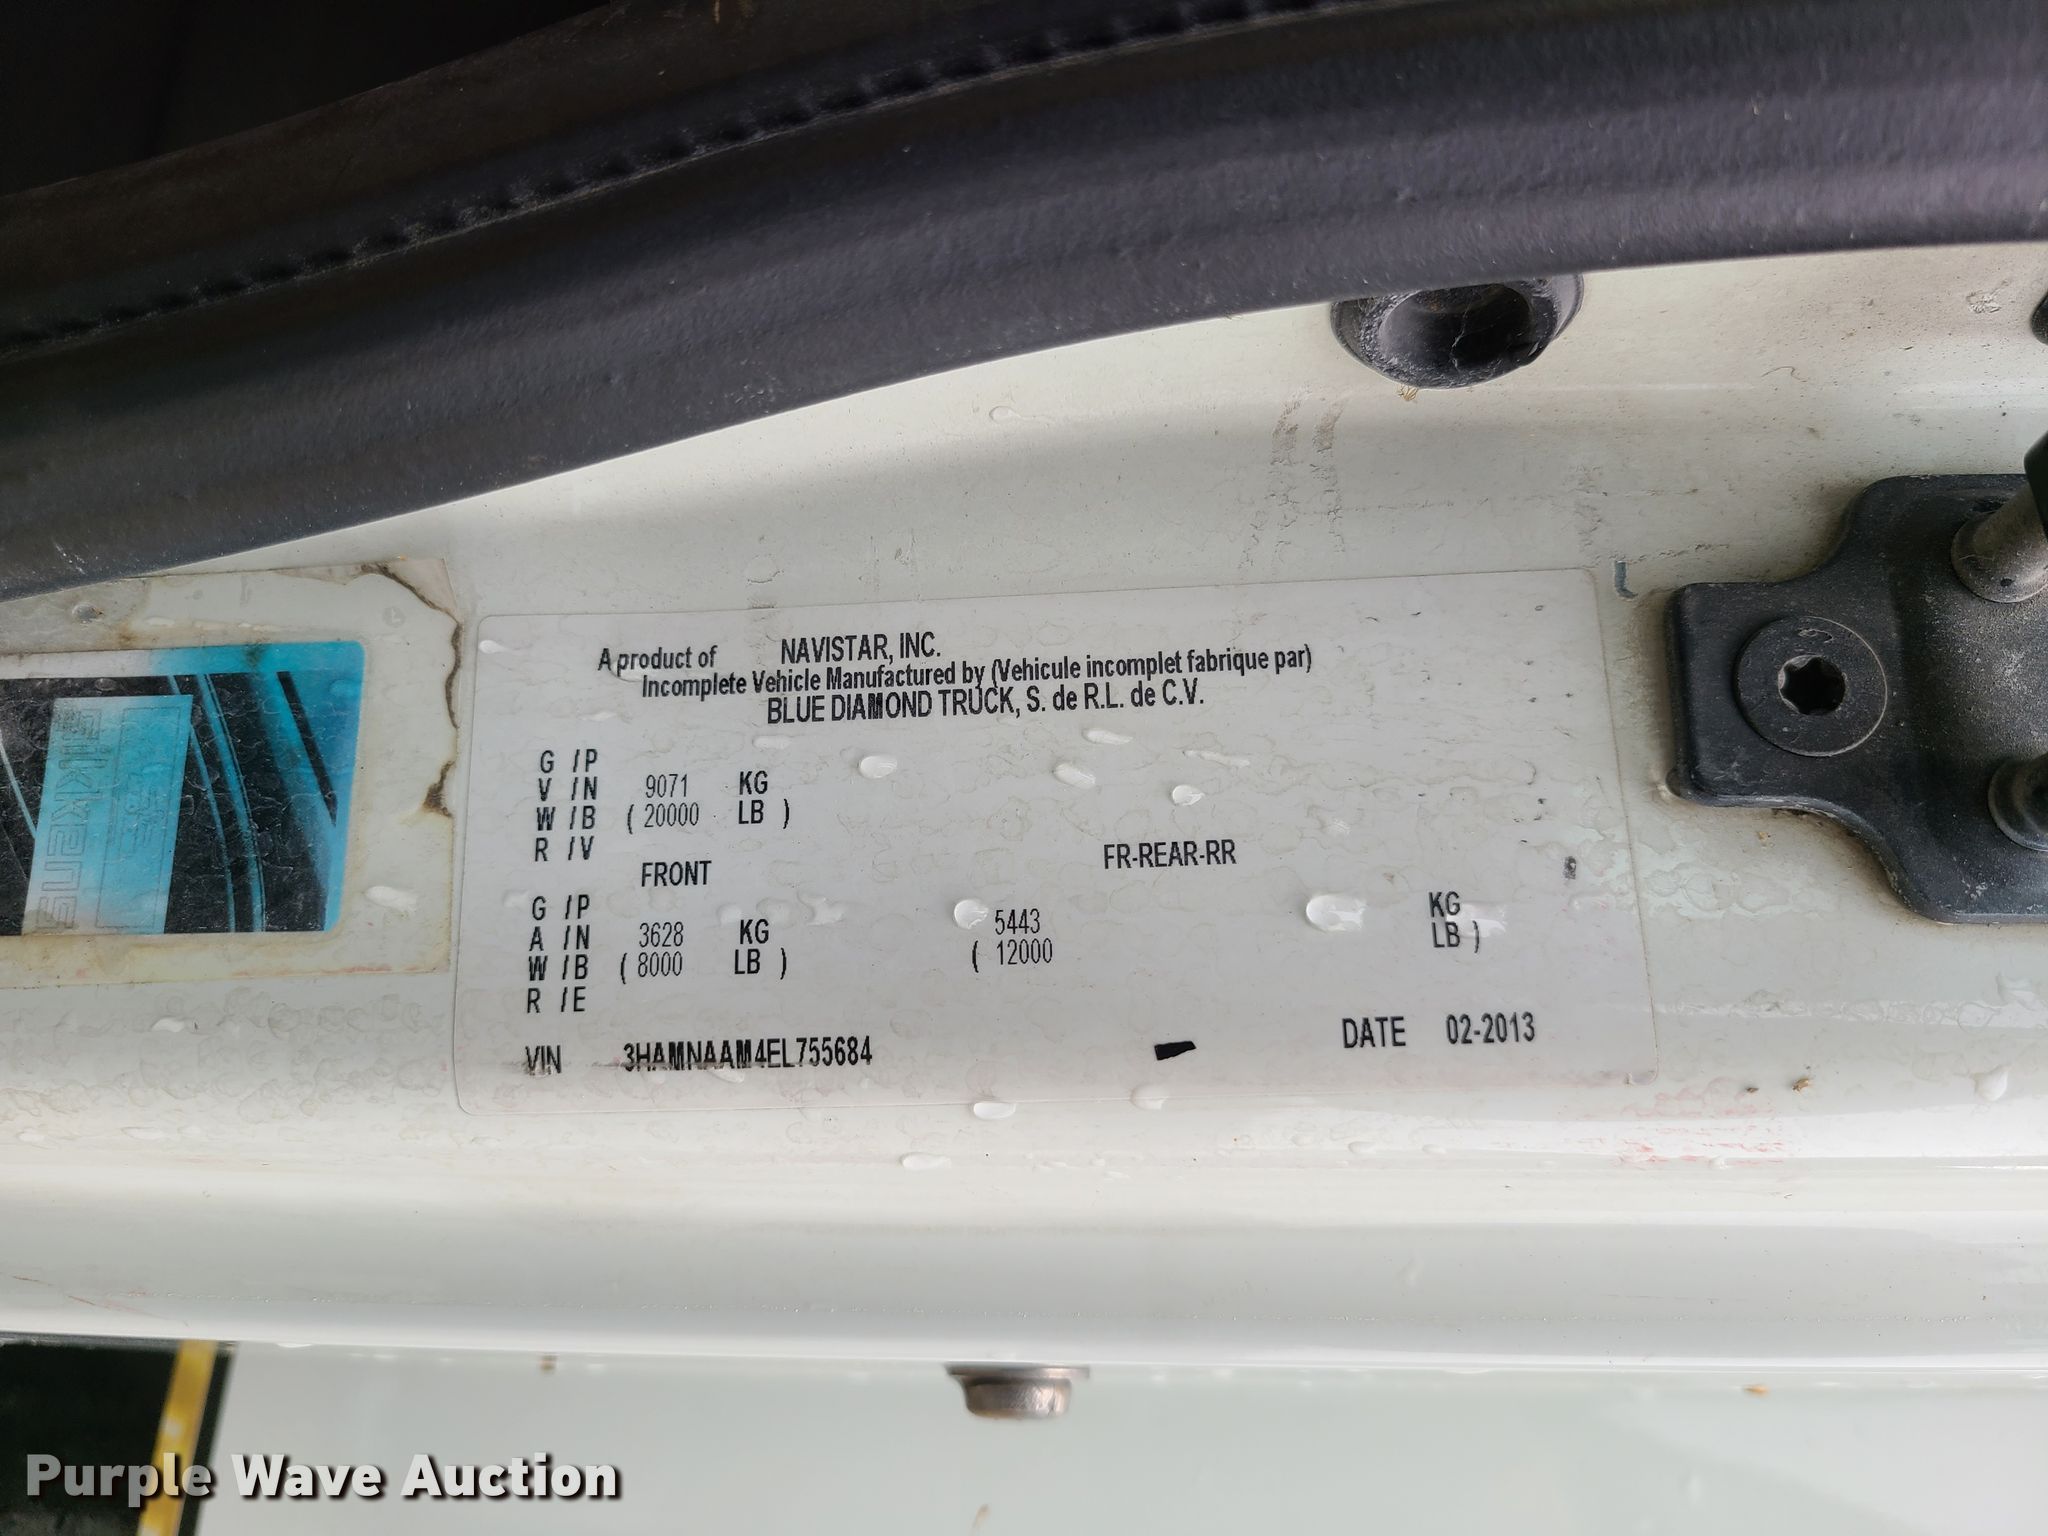 A product of NAVISTAR, INC.
Incomplete Vehicle Manufactured by (Vehicule incomplet fabrique par)
BLUE DIAMOND TRUCK, S. de R.L. de C.V.
G /P
V /N 9071 KG
W /B ( 20000 LB )
R /V
FRONT FR-REAR-RR
G /P
A /N 3628 KG 5443 KG
W /B ( 8000 LB ) ( 12000 LB )
R /E
VIN 3HAMNAAM4EL755684 DATE 02-2013
sikkens
Purple Wave Auction